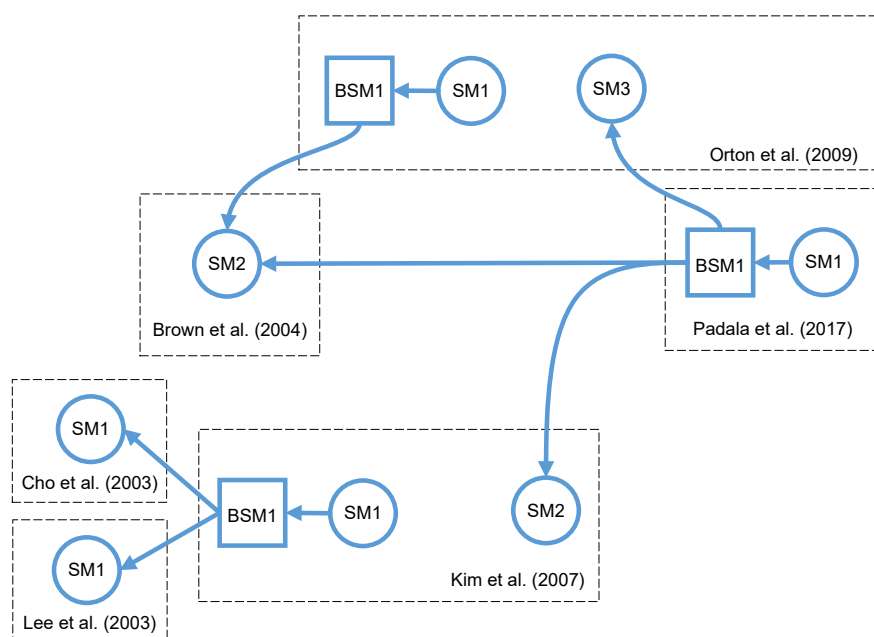 BSM1
SM1
SM3
Orton et al. (2009)
SM2
Brown et al. (2004)
BSM1
SM1
Padala et al. (2017)
SM1
Cho et al. (2003)
BSM1
SM1
SM2
Kim et al. (2007)
SM1
Lee et al. (2003)